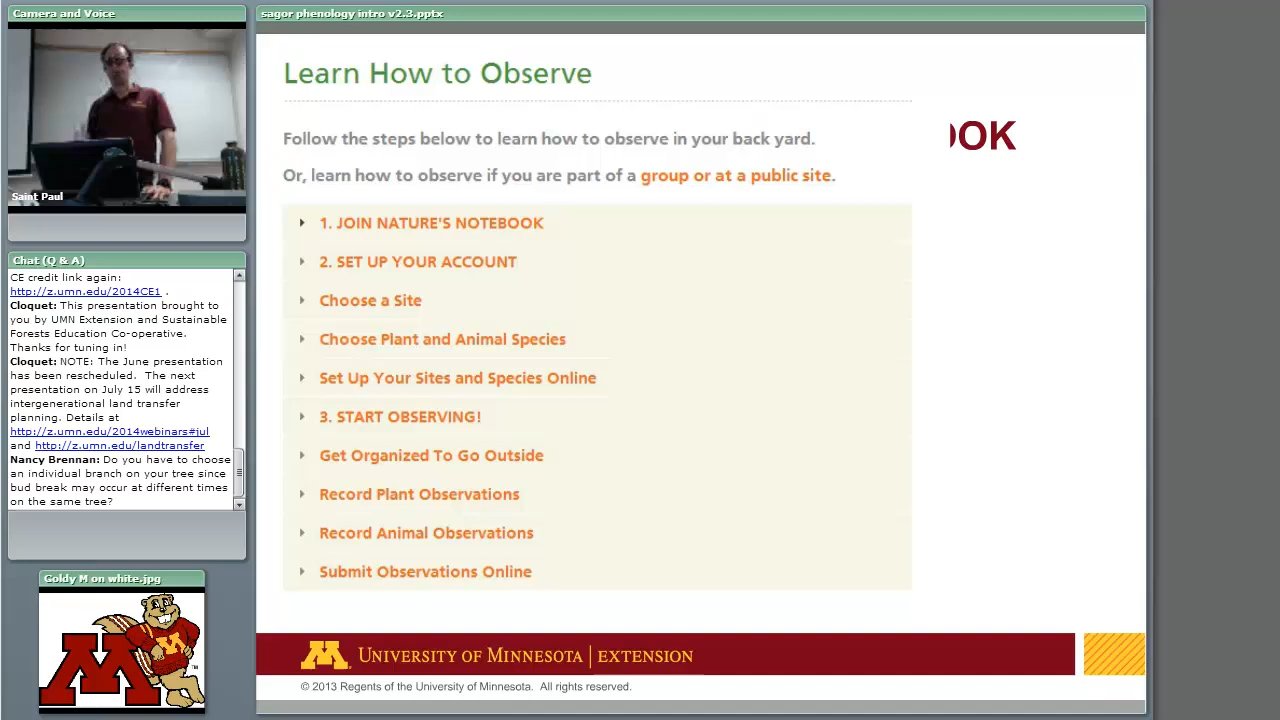 Camera and Voice
Saint Paul
Chat (Q & A)
CE credit link again:
http://z.umn.edu/2014CE1 .
Cloquet: This presentation brought to
you by UMN Extension and Sustainable
Forests Education Co-operative.
Thanks for tuning in!
Cloquet: NOTE: The June presentation
has been rescheduled. The next
presentation on July 15 will address
intergenerational land transfer
planning. Details at
http://z.umn.edu/2014webinars#jul
and http://z.umn.edu/landtransfer
Nancy Brennan: Do you have to choose
an individual branch on your tree since
bud break may occur at different times
on the same tree?
Goldy M on white.jpg
M
M
TM
sagor phenology intro v2.3.pptx
Learn How to Observe
OOK
Follow the steps below to learn how to observe in your back yard.
Or, learn how to observe if you are part of a group or at a public site.
1. JOIN NATURE'S NOTEBOOK
2. SET UP YOUR ACCOUNT
Choose a Site
Choose Plant and Animal Species
Set Up Your Sites and Species Online
3. START OBSERVING!
Get Organized To Go Outside
Record Plant Observations
Record Animal Observations
Submit Observations Online
M UNIVERSITY OF MINNESOTA | EXTENSION
© 2013 Regents of the University of Minnesota. All rights reserved.